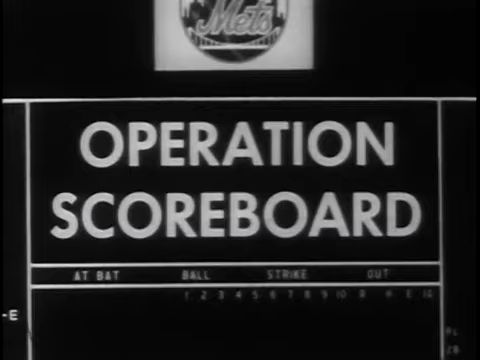 Mets
OPERATION
SCOREBOARD
AT BAT BALL STRIKE OUT
1 2 3 4 5 6 7 8 9 10 R H E
-E